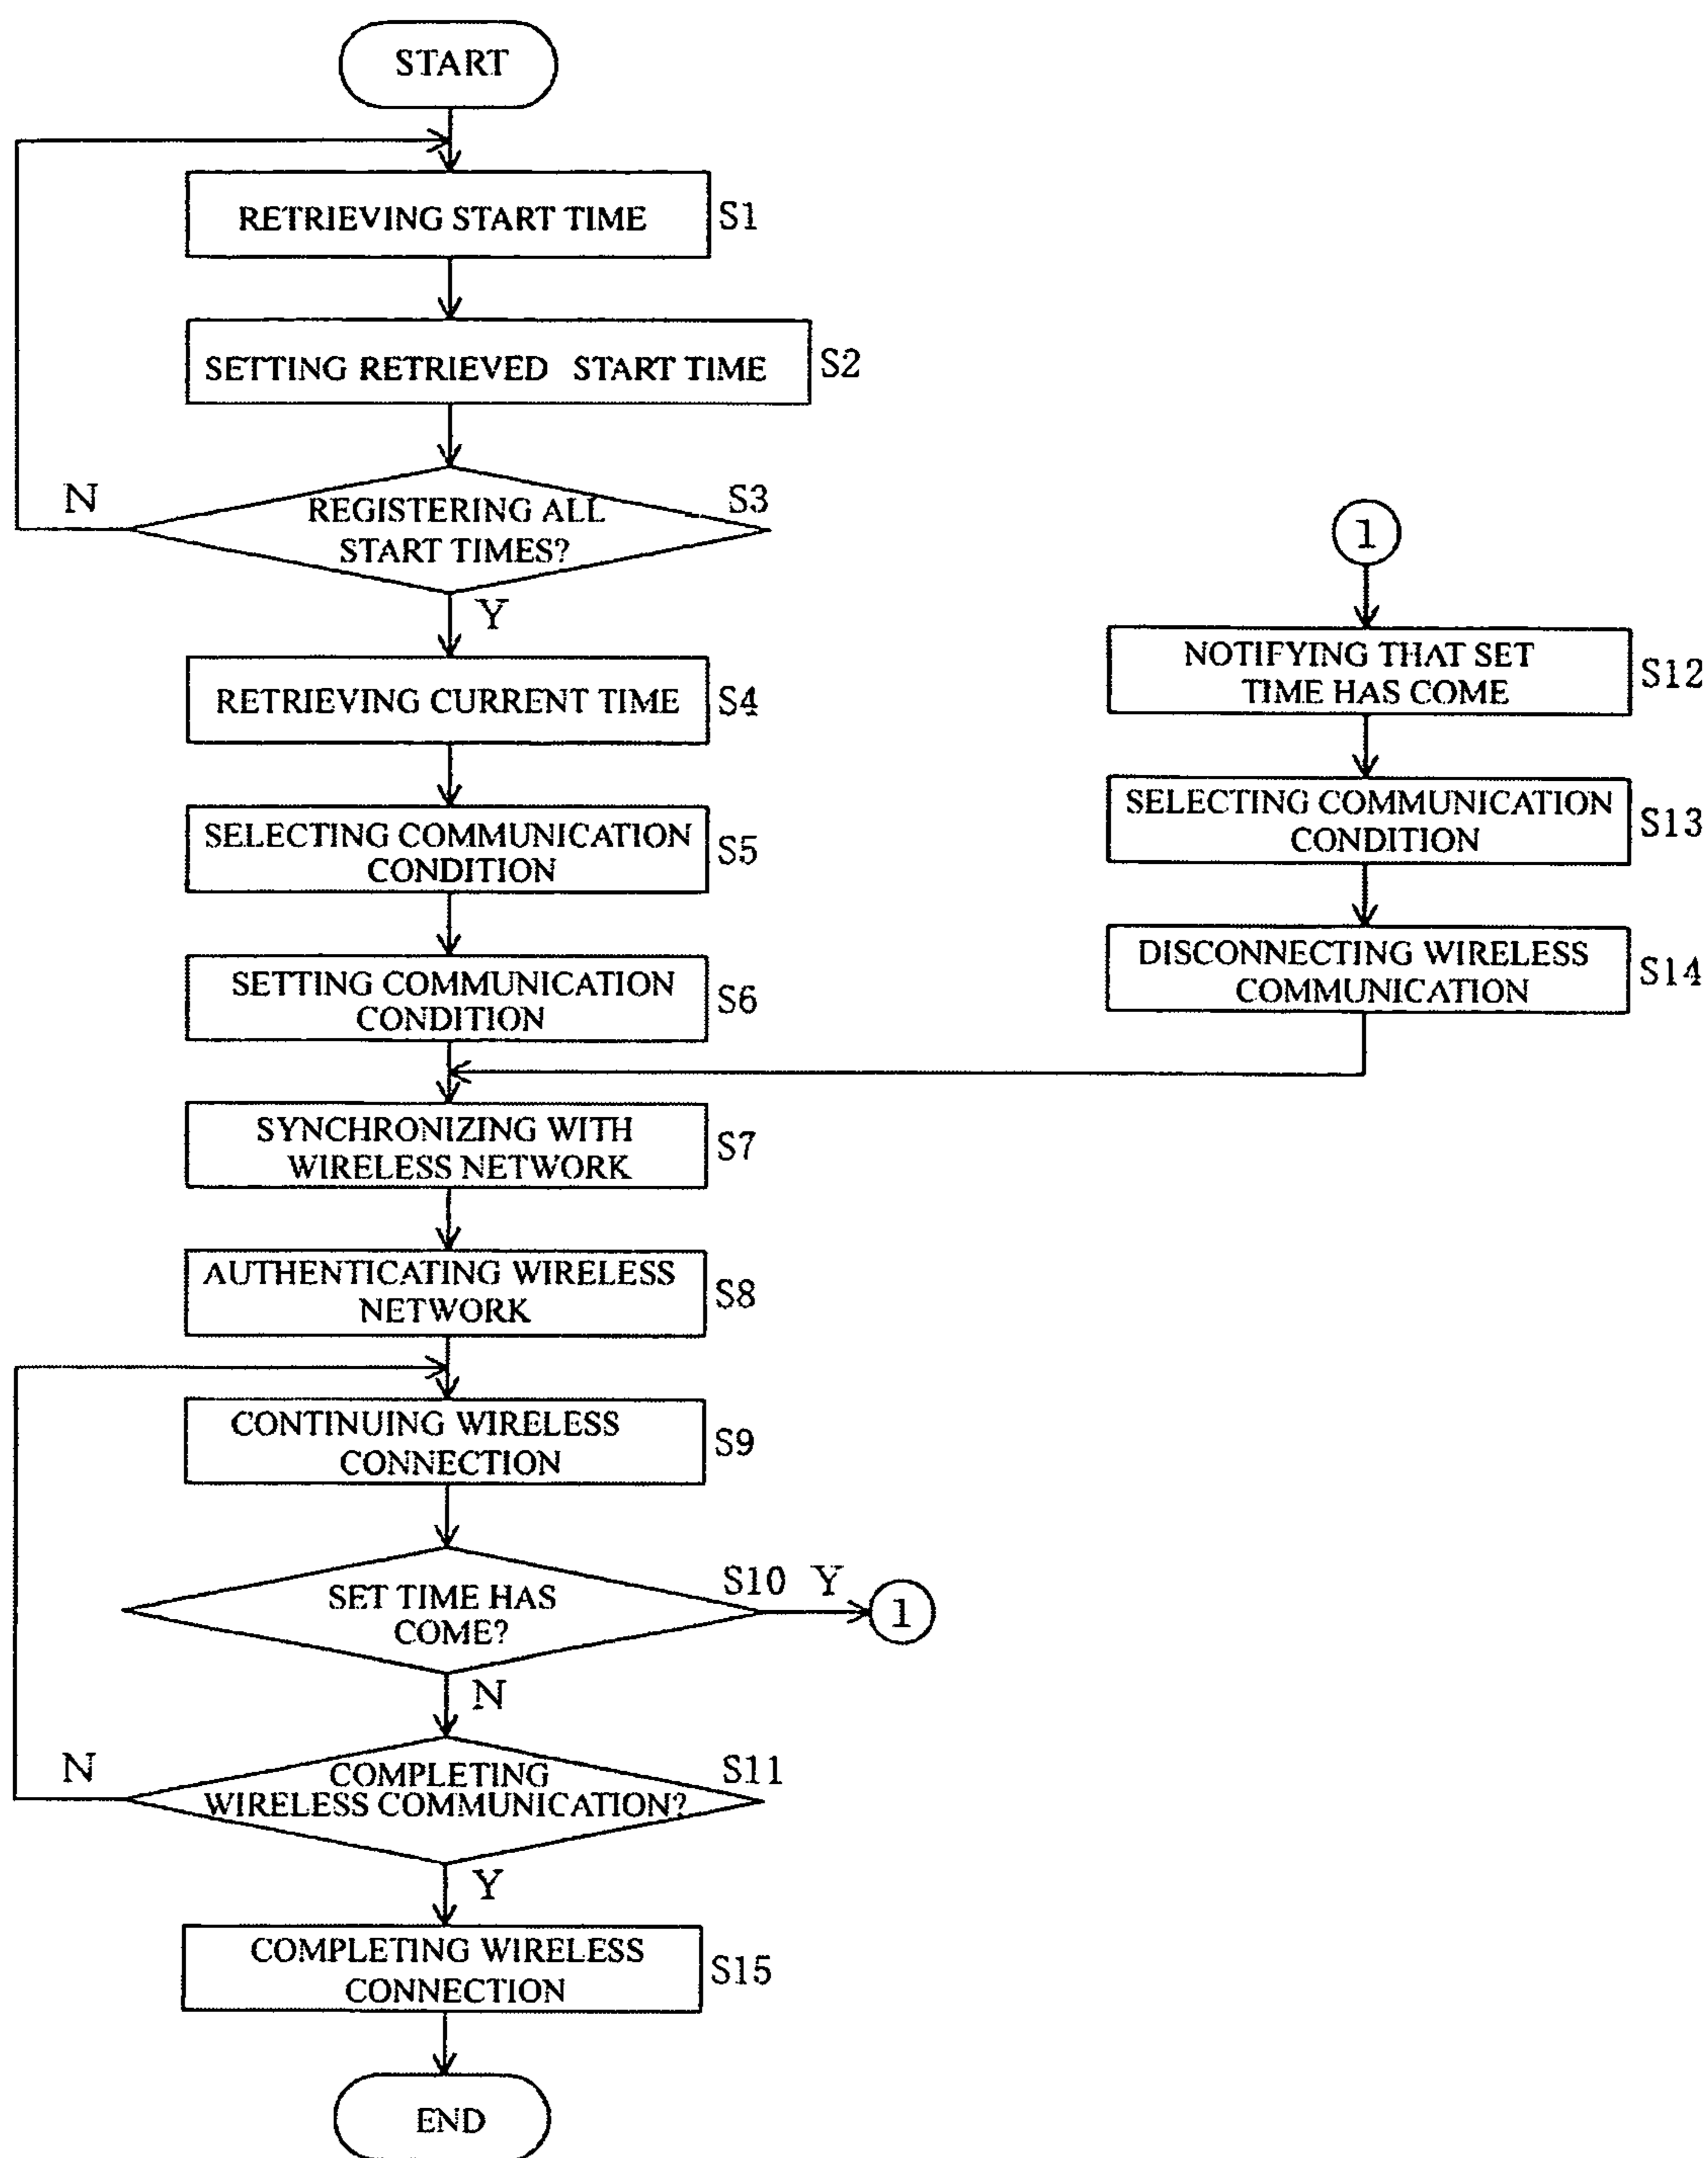 START
RETRIEVING START TIME
S1
SETTING RETRIEVED START TIME
S2
REGISTERING ALL
START TIMES?
S3
N
Y
RETRIEVING CURRENT TIME
S4
SELECTING COMMUNICATION
CONDITION
S5
SETTING COMMUNICATION
CONDITION
S6
SYNCHRONIZING WITH
WIRELESS NETWORK
S7
AUTHENTICATING WIRELESS
NETWORK
S8
CONTINUING WIRELESS
CONNECTION
S9
SET TIME HAS
COME?
S10
Y
1
N
COMPLETING
WIRELESS COMMUNICATION?
S11
N
Y
COMPLETING WIRELESS
CONNECTION
S15
END
1
NOTIFYING THAT SET
TIME HAS COME
S12
SELECTING COMMUNICATION
CONDITION
S13
DISCONNECTING WIRELESS
COMMUNICATION
S14